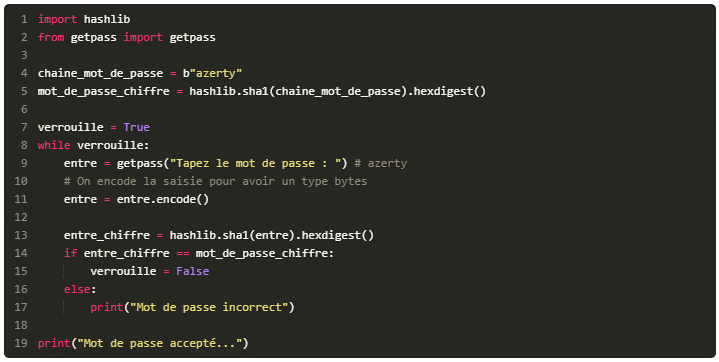 1 import hashlib
2 from getpass import getpass
3
4 chaine_mot_de_passe = b"azerty"
5 mot_de_passe_chiffre = hashlib.sha1(chaine_mot_de_passe).hexdigest()
6
7 verrouille = True
8 while verrouille:
9     entre = getpass("Tapez le mot de passe : ") # azerty
10     # On encode la saisie pour avoir un type bytes
11     entre = entre.encode()
12
13     entre_chiffre = hashlib.sha1(entre).hexdigest()
14     if entre_chiffre == mot_de_passe_chiffre:
15         verrouille = False
16     else:
17         print("Mot de passe incorrect")
18
19 print("Mot de passe accepté...")